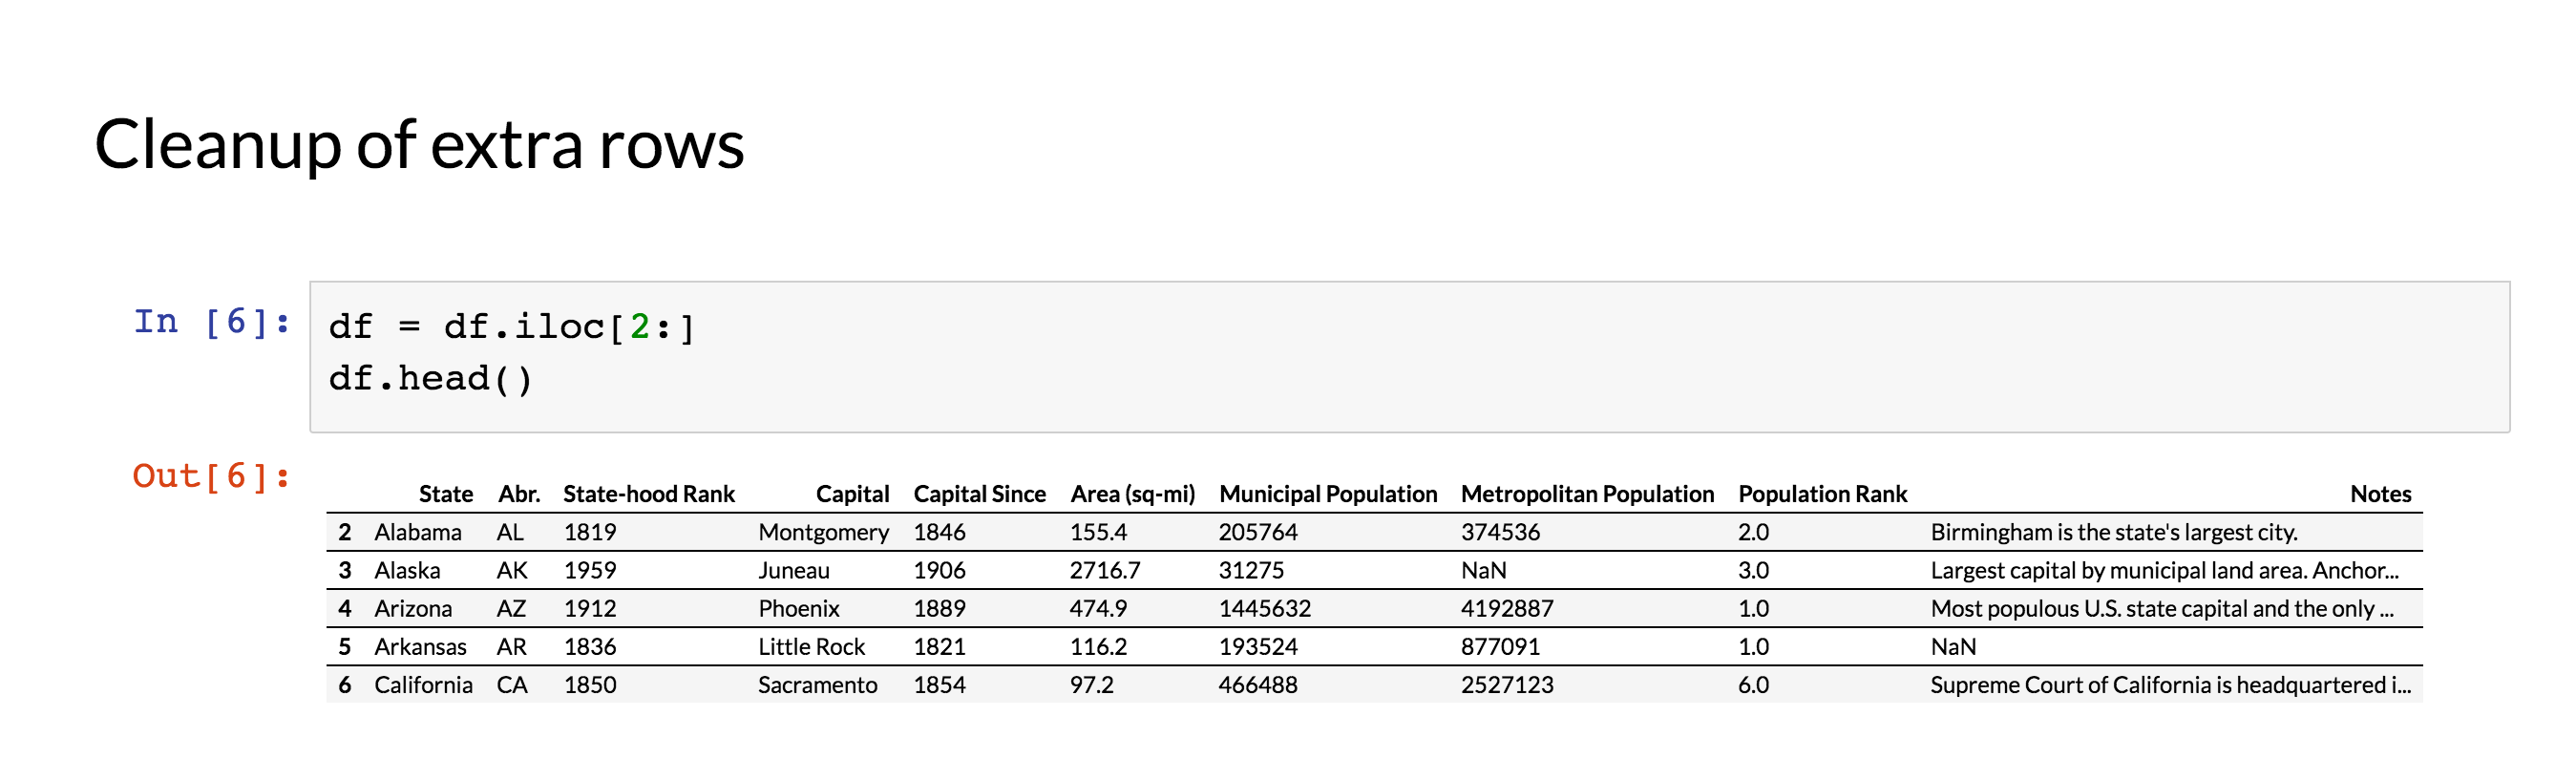 Cleanup of extra rows
In [6]: df = df.iloc[2:]
df.head()
Out[6]:
State Abr. State-hood Rank Capital Capital Since Area (sq-mi) Municipal Population Metropolitan Population Population Rank Notes
2 Alabama AL 1819 Montgomery 1846 155.4 205764 374536 2.0 Birmingham is the state's largest city.
3 Alaska AK 1959 Juneau 1906 2716.7 31275 NaN 3.0 Largest capital by municipal land area. Anchor...
4 Arizona AZ 1912 Phoenix 1889 474.9 1445632 4192887 1.0 Most populous U.S. state capital and the only ...
5 Arkansas AR 1836 Little Rock 1821 116.2 193524 877091 1.0 NaN
6 California CA 1850 Sacramento 1854 97.2 466488 2527123 6.0 Supreme Court of California is headquartered i...